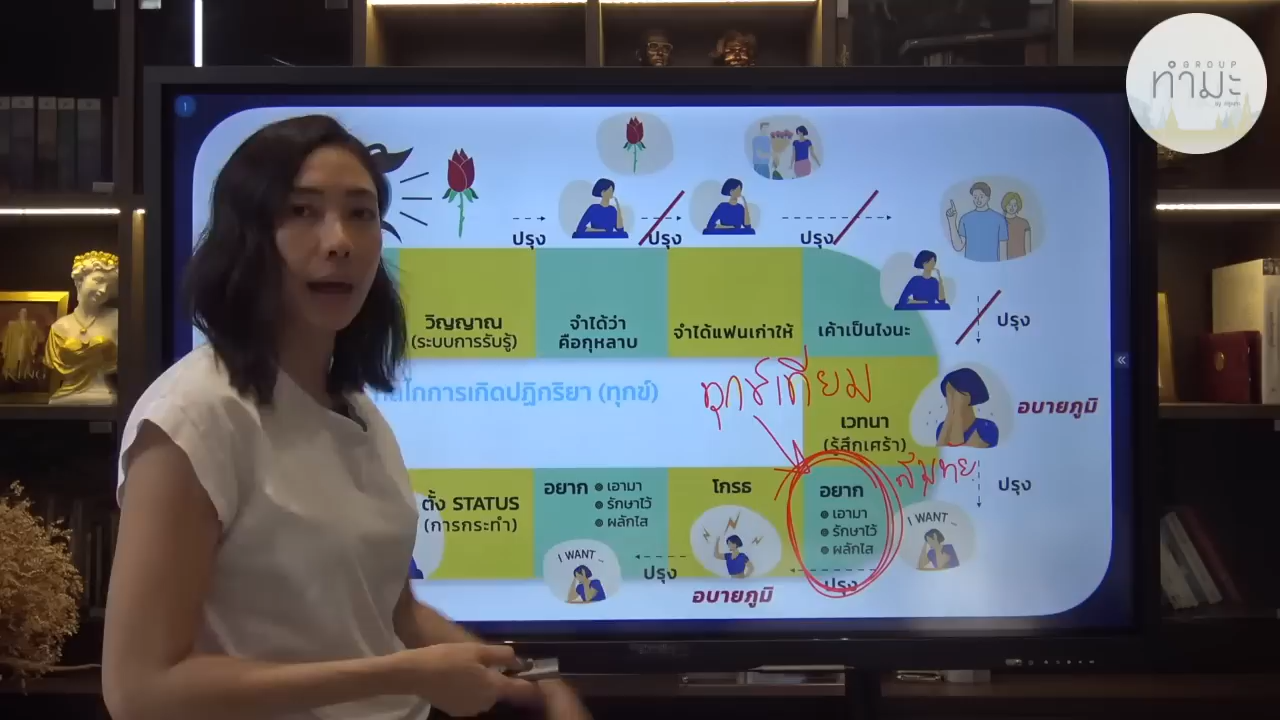 GROUP
ทำมะ
1
ปรุง
ปรุง
ปรุง
ปรุง
วิญญาณ
(ระบบการรับรู้)
จำได้ว่า
คือกุหลาบ
จำได้แฟนเก่าให้
เค้าเป็นไงนะ
กลไกการเกิดปฏิกริยา (ทุกข์)
ทุกข์เทียม
เวทนา
(รู้สึกเศร้า)
อบายภูมิ
สมุทัย
ปรุง
ตั้ง STATUS
(การกระทำ)
อยาก
เอามา
รักษาไว้
ผลักไส
โกรธ
อยาก
เอามา
รักษาไว้
ผลักไส
I WANT ...
I WANT ...
ปรุง
ปรุง
อบายภูมิ